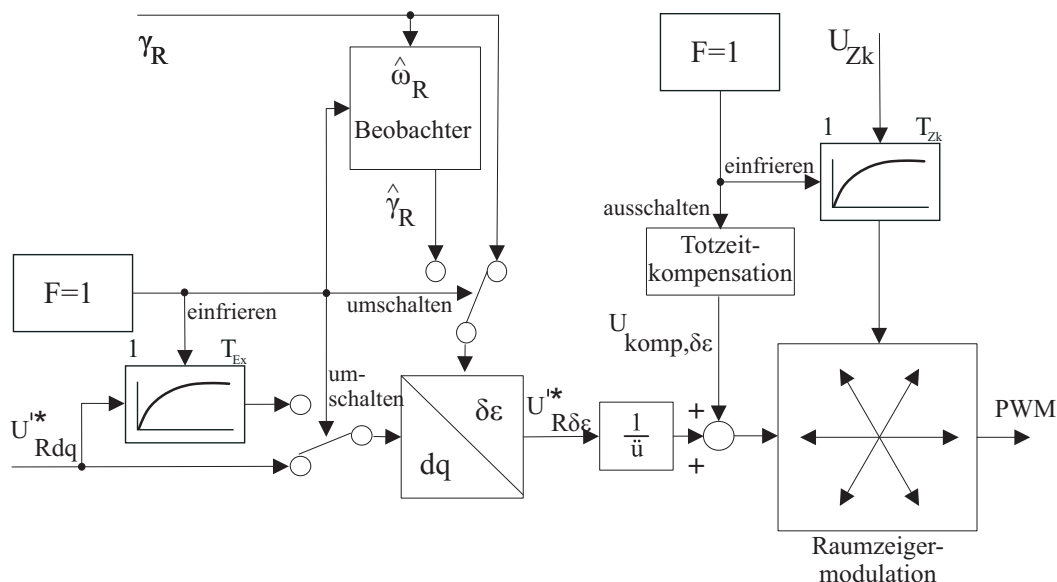 γR
ω̂R
Beobachter
γ̂R
F=1
UZk
1 TZk
einfrieren
ausschalten
Totzeit-
kompensation
F=1
umschalten
einfrieren
1 TEx
um-
schalten
Ukomp,δε
U'*Rdq
δε
dq
U'*Rδε
1
ü
+
+
PWM
Raumzeiger-
modulation